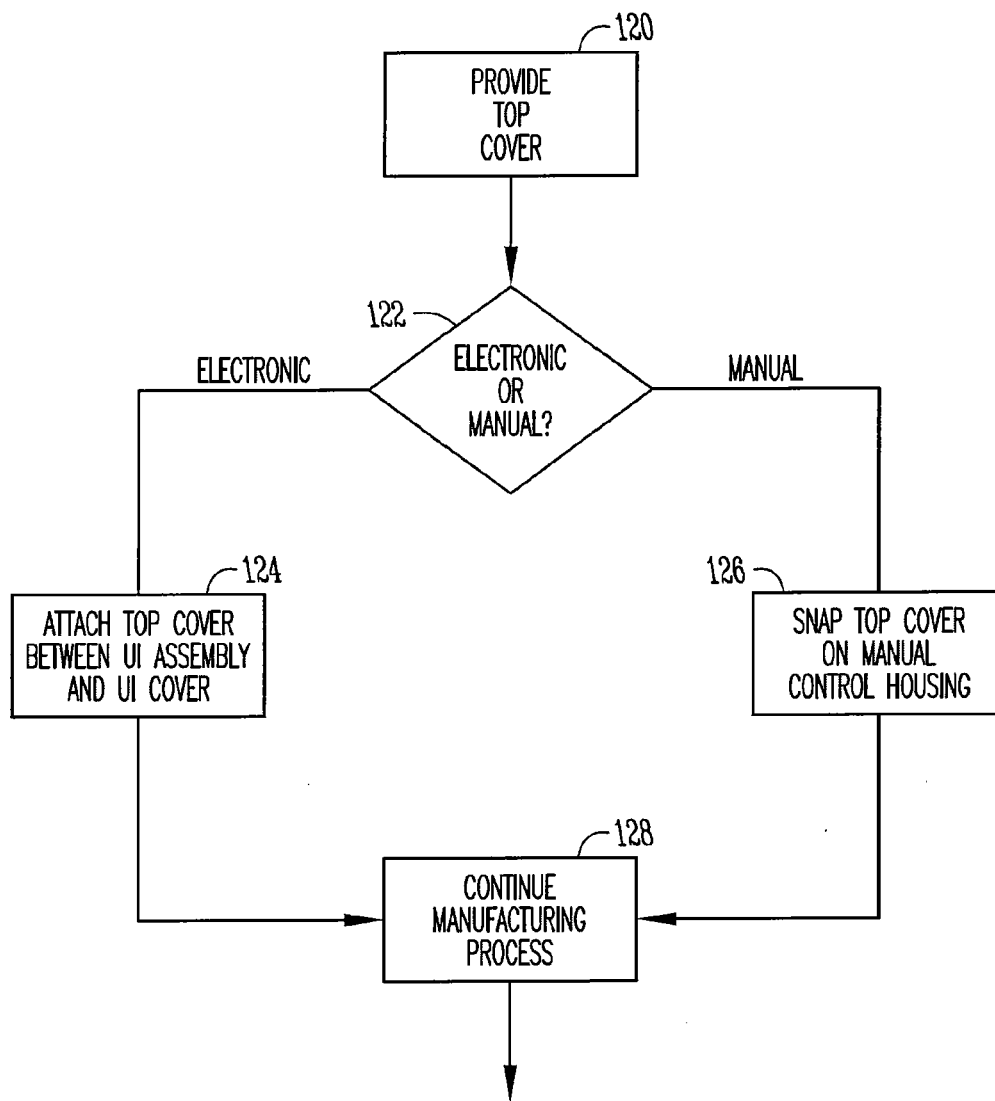 120
PROVIDE
TOP
COVER
122
ELECTRONIC
OR
MANUAL?
ELECTRONIC
MANUAL
124
ATTACH TOP COVER
BETWEEN UI ASSEMBLY
AND UI COVER
126
SNAP TOP COVER
ON MANUAL
CONTROL HOUSING
128
CONTINUE
MANUFACTURING
PROCESS